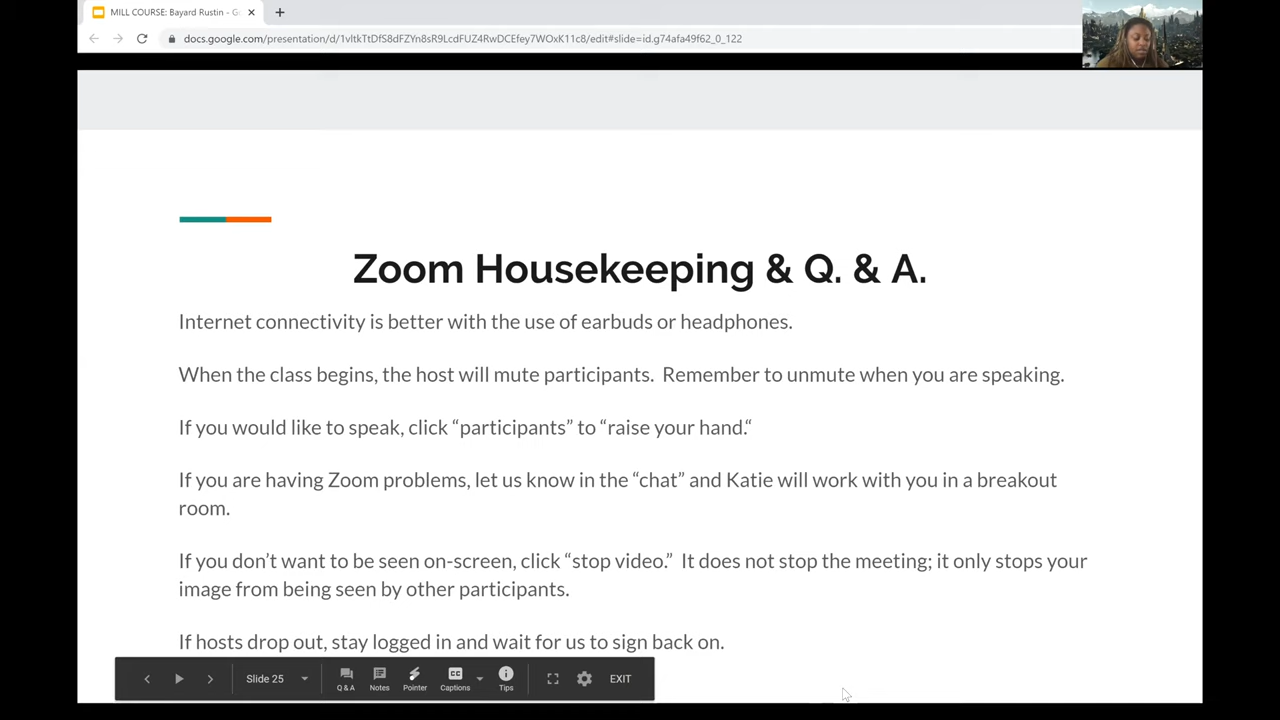 MILL COURSE: Bayard Rustin - Go
docs.google.com/presentation/d/1vltkTtDfS8dFZYn8sR9LcdFUZ4RwDCEfey7WOxK11c8/edit#slide=id.g74afa49f62_0_122
Zoom Housekeeping & Q. & A.
Internet connectivity is better with the use of earbuds or headphones.
When the class begins, the host will mute participants.  Remember to unmute when you are speaking.
If you would like to speak, click “participants” to “raise your hand.“
If you are having Zoom problems, let us know in the “chat” and Katie will work with you in a breakout
room.
If you don’t want to be seen on-screen, click “stop video.”  It does not stop the meeting; it only stops your
image from being seen by other participants.
If hosts drop out, stay logged in and wait for us to sign back on.
Slide 25
Q & A
Notes
Pointer
CC
Captions
Tips
EXIT